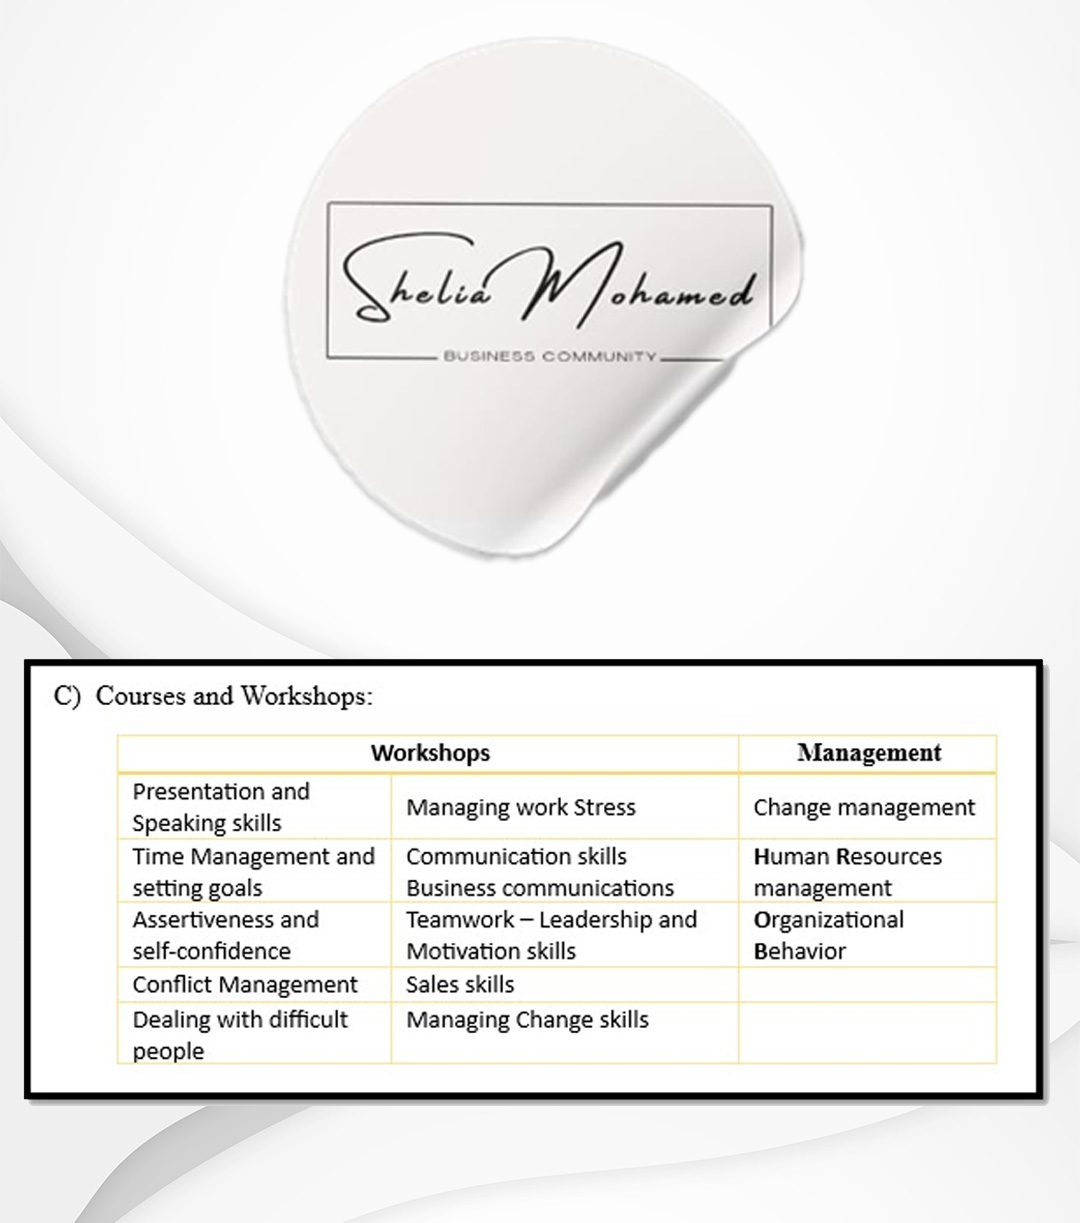 Shelia Mohamed
BUSINESS COMMUNITY
C) Courses and Workshops:
Workshops
Management
Presentation and
Speaking skills
Managing work Stress
Change management
Time Management and
setting goals
Communication skills
Business communications
Human Resources
management
Assertiveness and
self-confidence
Teamwork – Leadership and
Motivation skills
Organizational
Behavior
Conflict Management
Sales skills
Dealing with difficult
people
Managing Change skills